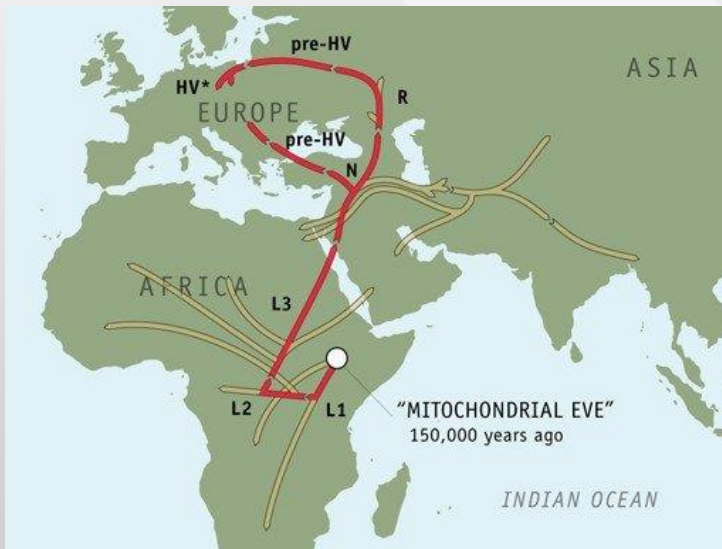 pre-HV
ASIA
HV*
R
EUROPE
pre-HV
N
AFRICA
L3
L2
L1
“MITOCHONDRIAL EVE”
150,000 years ago
INDIAN OCEAN